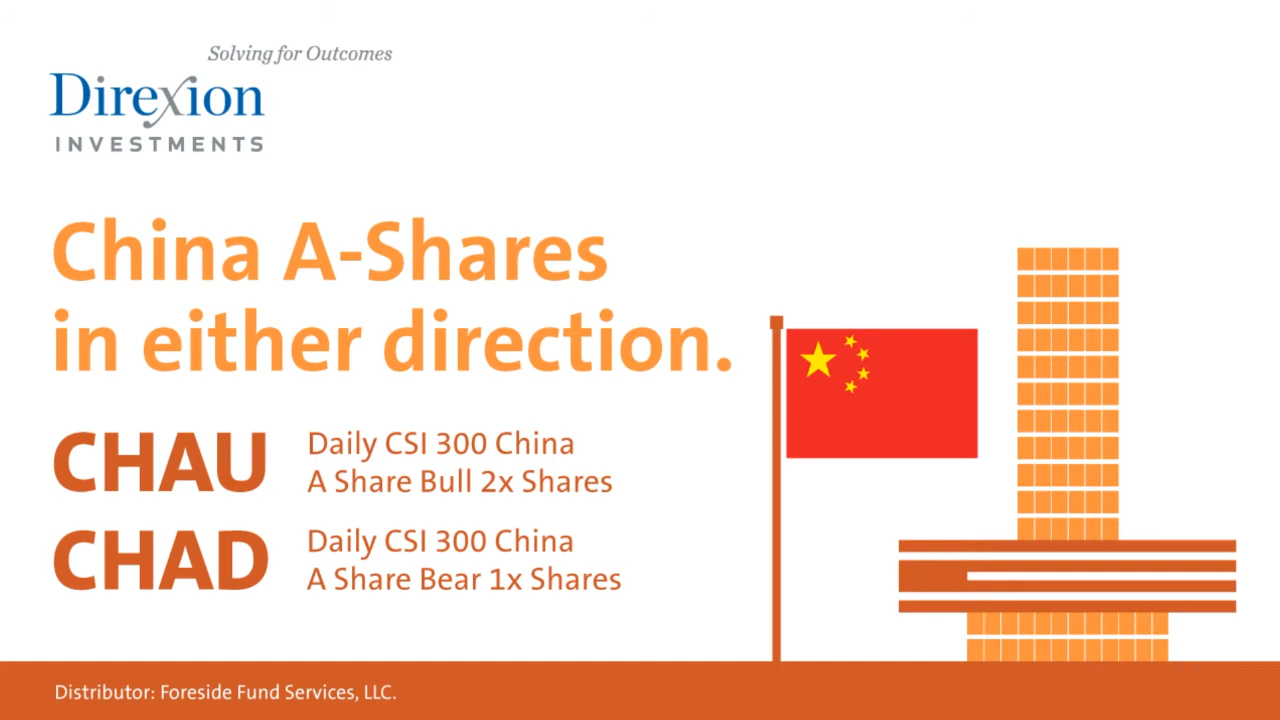 Solving for Outcomes
Direxion
INVESTMENTS
China A-Shares
in either direction.
CHAU
Daily CSI 300 China
A Share Bull 2x Shares
CHAD
Daily CSI 300 China
A Share Bear 1x Shares
Distributor: Foreside Fund Services, LLC.